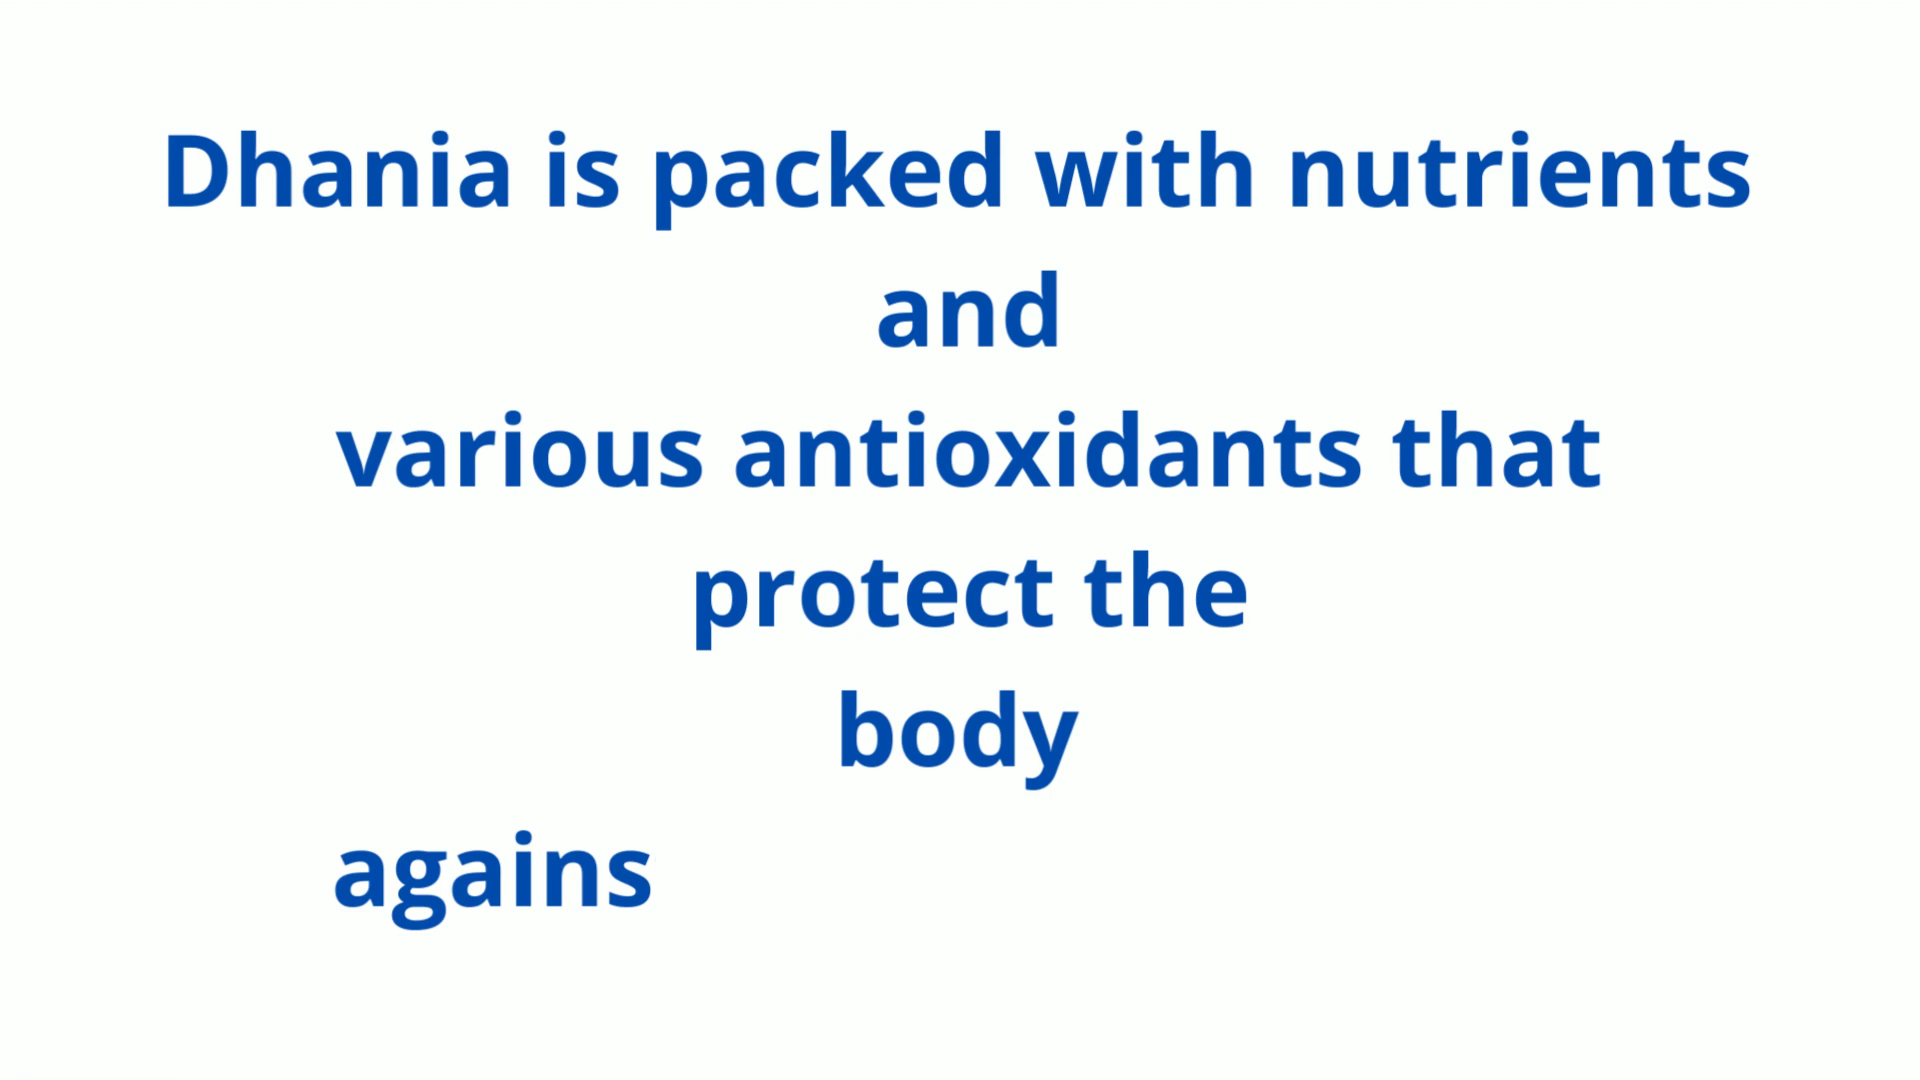 Dhania is packed with nutrients
and
various antioxidants that
protect the
body
agains